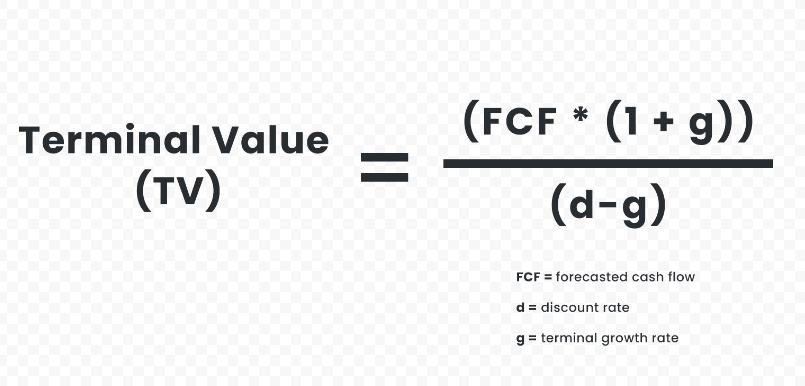 Terminal Value
(TV)
=
(FCF * (1 + g))
(d-g)
FCF = forecasted cash flow
d = discount rate
g = terminal growth rate